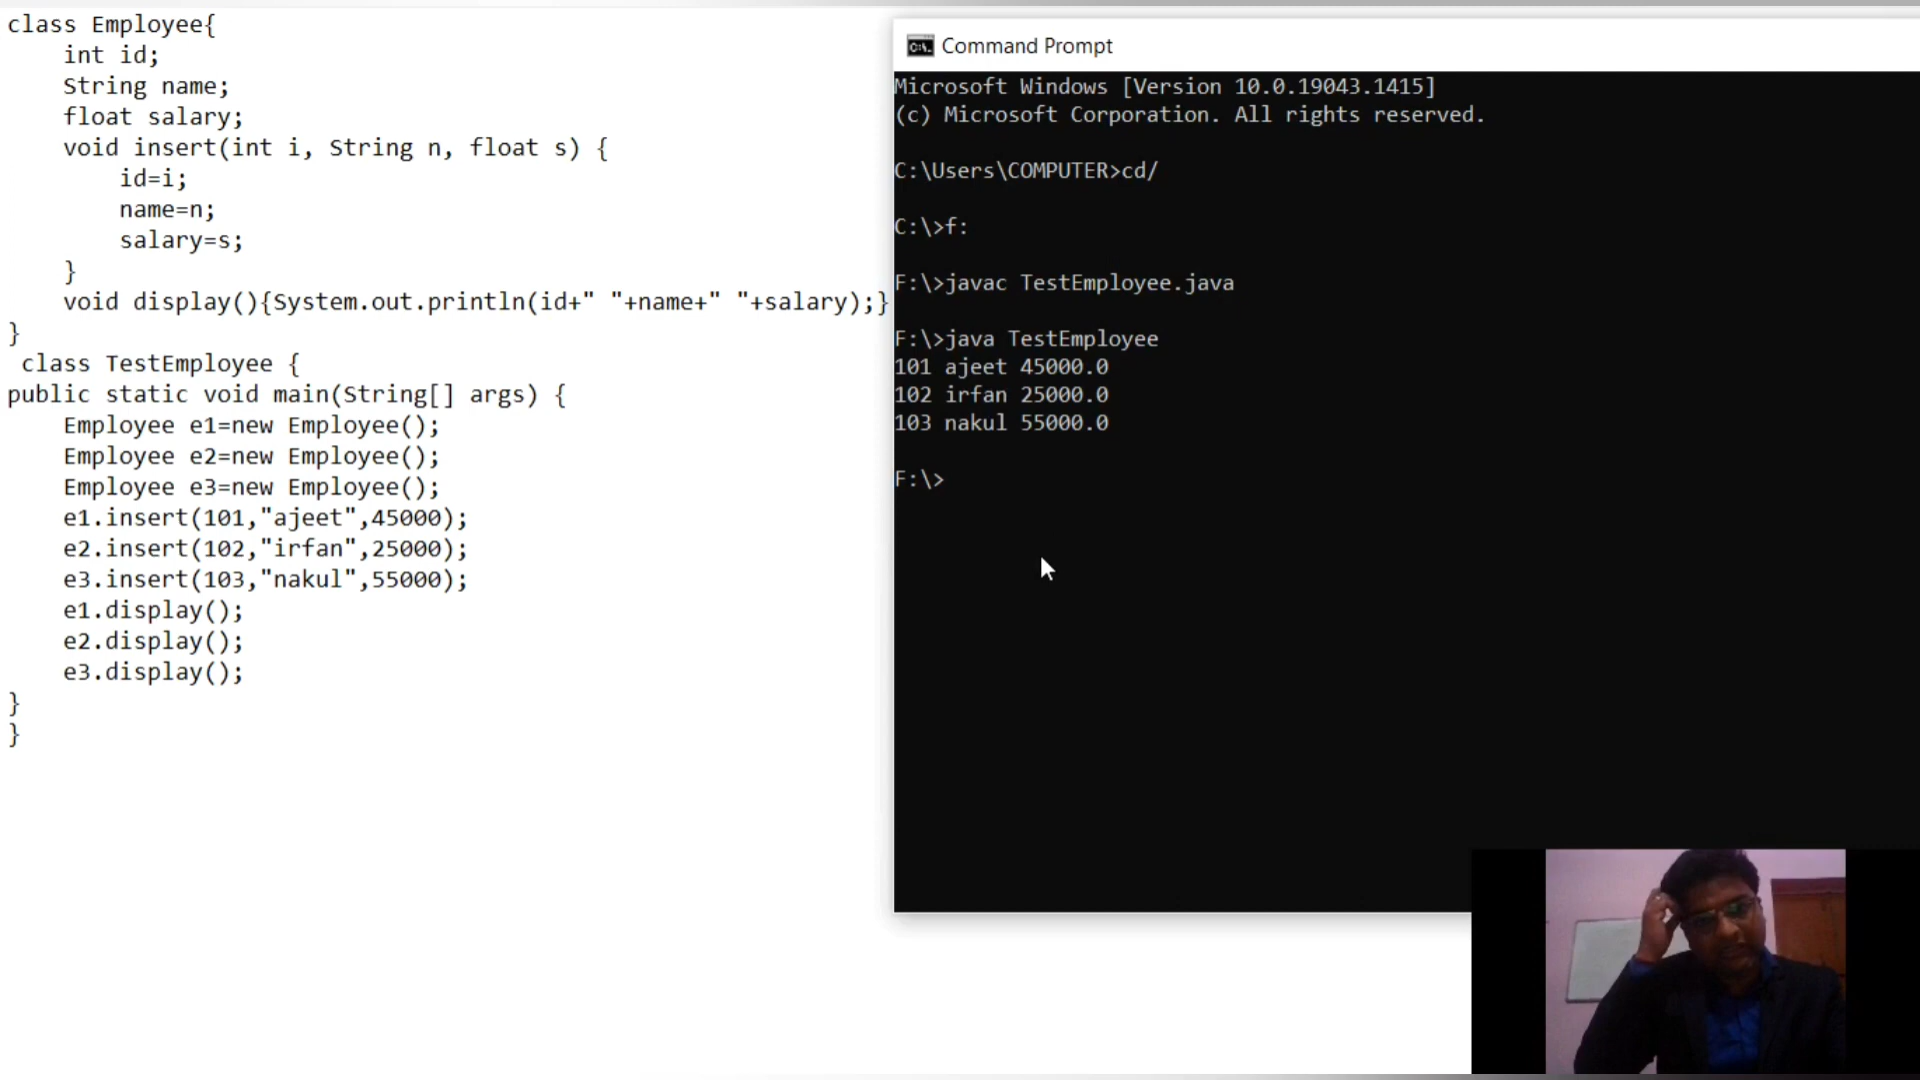 class Employee{
    int id;
    String name;
    float salary;
    void insert(int i, String n, float s) {
        id=i;
        name=n;
        salary=s;
    }
    void display(){System.out.println(id+" "+name+" "+salary);}
}
 class TestEmployee {
public static void main(String[] args) {
    Employee e1=new Employee();
    Employee e2=new Employee();
    Employee e3=new Employee();
    e1.insert(101,"ajeet",45000);
    e2.insert(102,"irfan",25000);
    e3.insert(103,"nakul",55000);
    e1.display();
    e2.display();
    e3.display();
}
}
C:\. Command Prompt
Microsoft Windows [Version 10.0.19043.1415]
(c) Microsoft Corporation. All rights reserved.
C:\Users\COMPUTER>cd/
C:\>f:
F:\>javac TestEmployee.java
F:\>java TestEmployee
101 ajeet 45000.0
102 irfan 25000.0
103 nakul 55000.0
F:\>